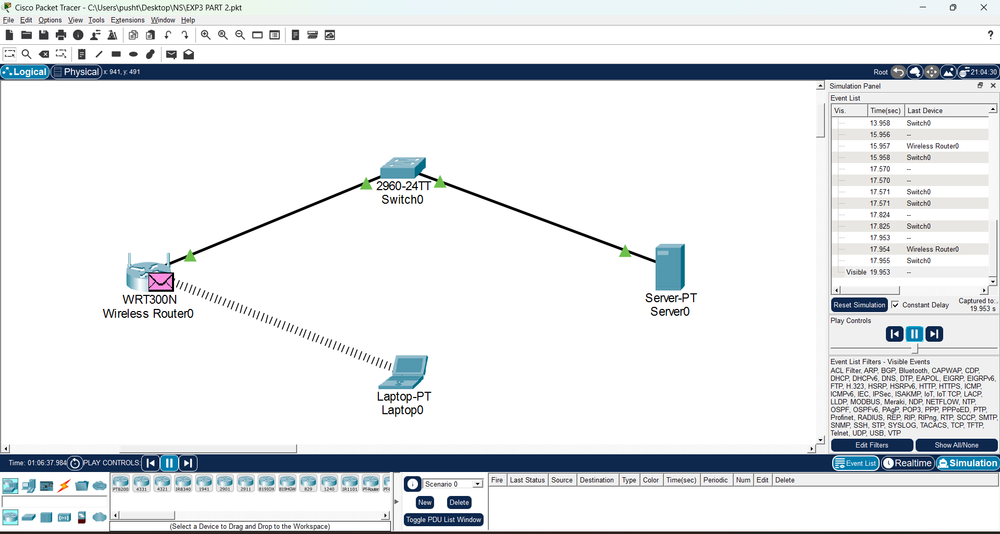 Cisco Packet Tracer - C:\Users\pusht\Desktop\NS\EXP3 PART 2.pkt
File Edit Options View Tools Extensions Window Help
?
Logical Physical x: 941, y: 491
Root 21:04:30
2960-24TT
Switch0
WRT300N
Wireless Router0
Server-PT
Server0
Laptop-PT
Laptop0
Simulation Panel
Event List
Vis. Time(sec) Last Device
13.958 Switch0
15.956 --
15.957 Wireless Router0
15.958 Switch0
17.570 --
17.570 --
17.571 Switch0
17.571 Switch0
17.824 --
17.825 Switch0
17.953 --
17.954 Wireless Router0
17.955 Switch0
Visible 19.953 --
Reset Simulation Constant Delay Captured to:
19.953 s
Play Controls
Event List Filters - Visible Events
ACL Filter, ARP, BGP, Bluetooth, CAPWAP, CDP,
DHCP, DHCPv6, DNS, DTP, EAPOL, EIGRP, EIGRPv6,
FTP, H.323, HSRP, HSRPv6, HTTP, HTTPS, ICMP,
ICMPv6, IEC, IPSec, ISAKMP, IoT, IoT TCP, LACP,
LLDP, MODBUS, Meraki, NDP, NETFLOW, NTP,
OSPF, OSPFv6, PAgP, POP3, PPP, PPPoED, PTP,
Profinet, RADIUS, REP, RIP, RIPng, RTP, SCCP, SMTP,
SNMP, SSH, STP, SYSLOG, TACACS, TCP, TFTP,
Telnet, UDP, USB, VTP
Edit Filters Show All/None
Time: 01:06:37.984 PLAY CONTROLS:
Event List Realtime Simulation
PT8200 4331 4321 IR8340 1941 2901 2911 819IOX 819HGW 829 1240 IR1101 PT-Router PT-E
(Select a Device to Drag and Drop to the Workspace)
Scenario 0
New Delete
Toggle PDU List Window
Fire Last Status Source Destination Type Color Time(sec) Periodic Num Edit Delete